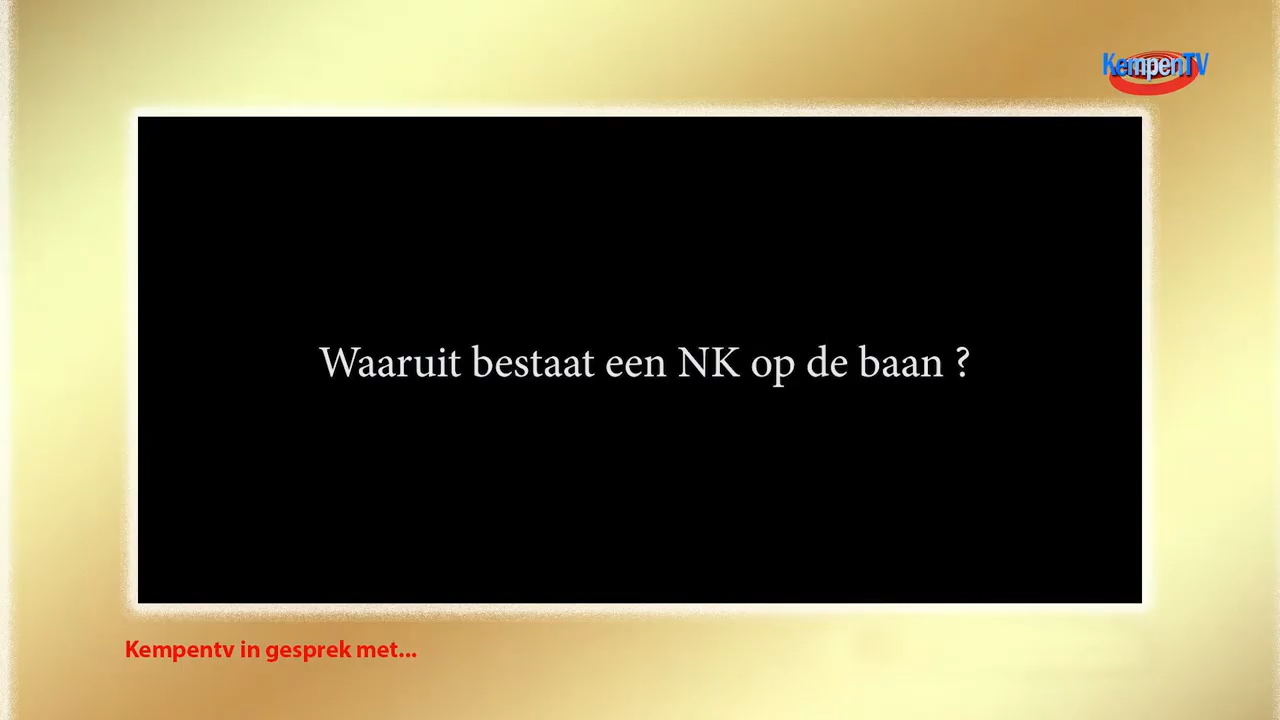 KempenTV
Waaruit bestaat een NK op de baan ?
Kempentv in gesprek met...